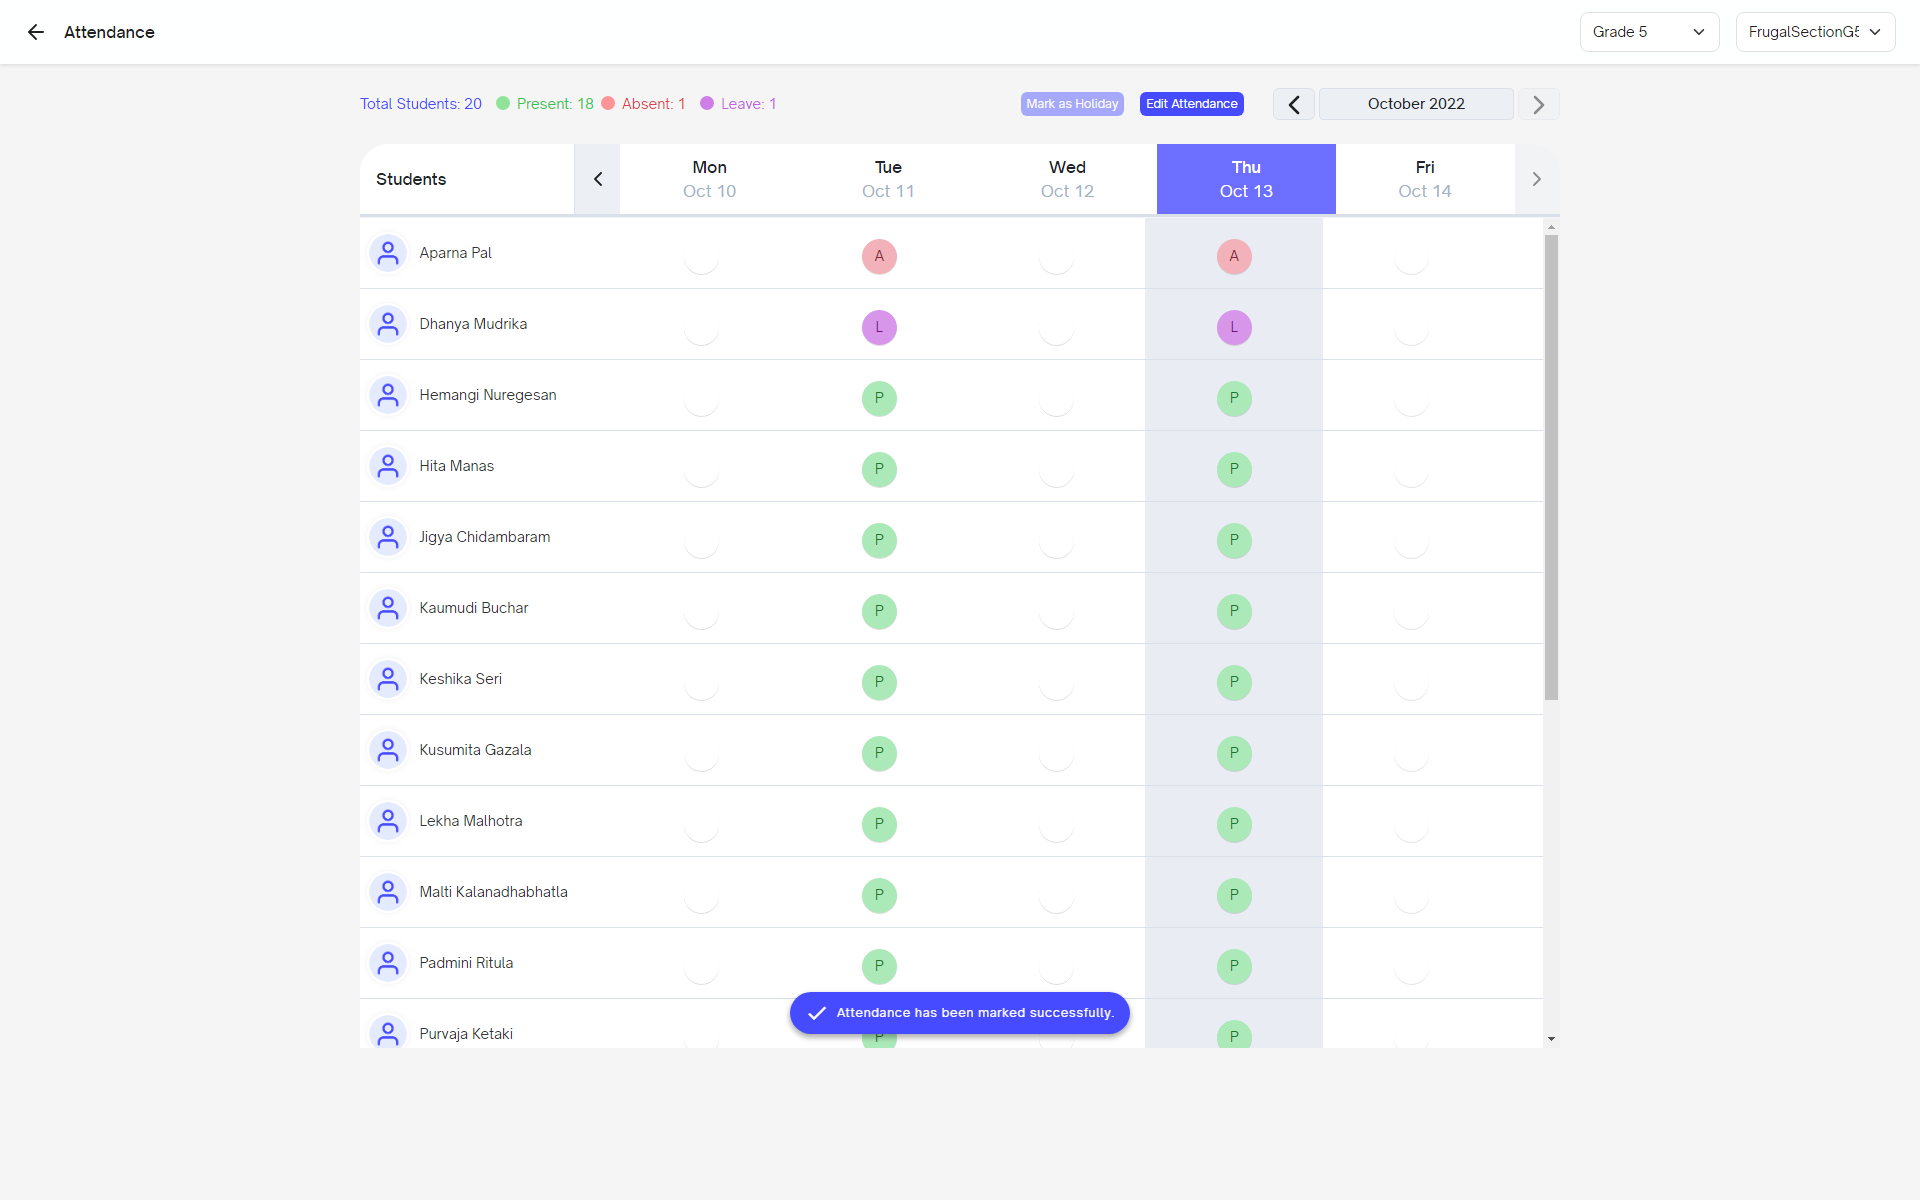 Attendance
Grade 5
FrugalSectionG5
Total Students: 20
Present: 18
Absent: 1
Leave: 1
Mark as Holiday
Edit Attendance
October 2022
Students
Mon
Oct 10
Tue
Oct 11
Wed
Oct 12
Thu
Oct 13
Fri
Oct 14
Aparna Pal A A
Dhanya Mudrika L L
Hemangi Nuregesan P P
Hita Manas P P
Jigya Chidambaram P P
Kaumudi Buchar P P
Keshika Seri P P
Kusumita Gazala P P
Lekha Malhotra P P
Malti Kalanadhabhatla P P
Padmini Ritula P P
Attendance has been marked successfully.
Purvaja Ketaki P P